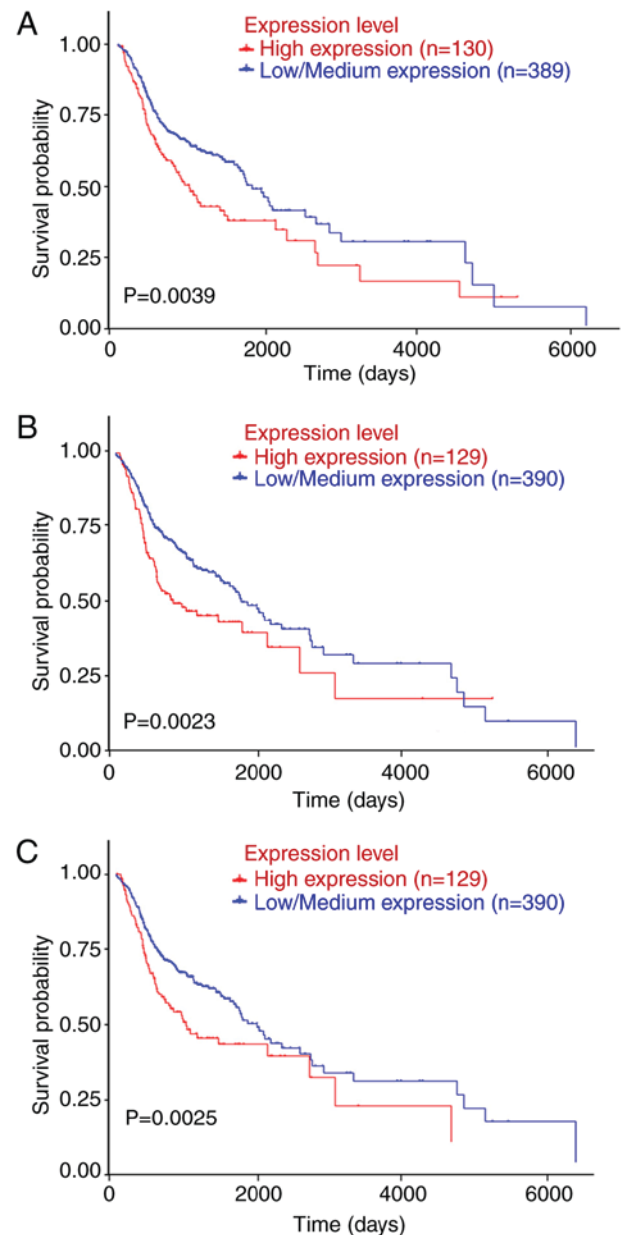 A
Expression level
High expression (n=130)
Low/Medium expression (n=389)
1.00
0.75
0.50
0.25
0.00
Survival probability
P=0.0039
0 2000 4000 6000
Time (days)
B
Expression level
High expression (n=129)
Low/Medium expression (n=390)
1.00
0.75
0.50
0.25
0.00
Survival probability
P=0.0023
0 2000 4000 6000
Time (days)
C
Expression level
High expression (n=129)
Low/Medium expression (n=390)
1.00
0.75
0.50
0.25
0.00
Survival probability
P=0.0025
0 2000 4000 6000
Time (days)